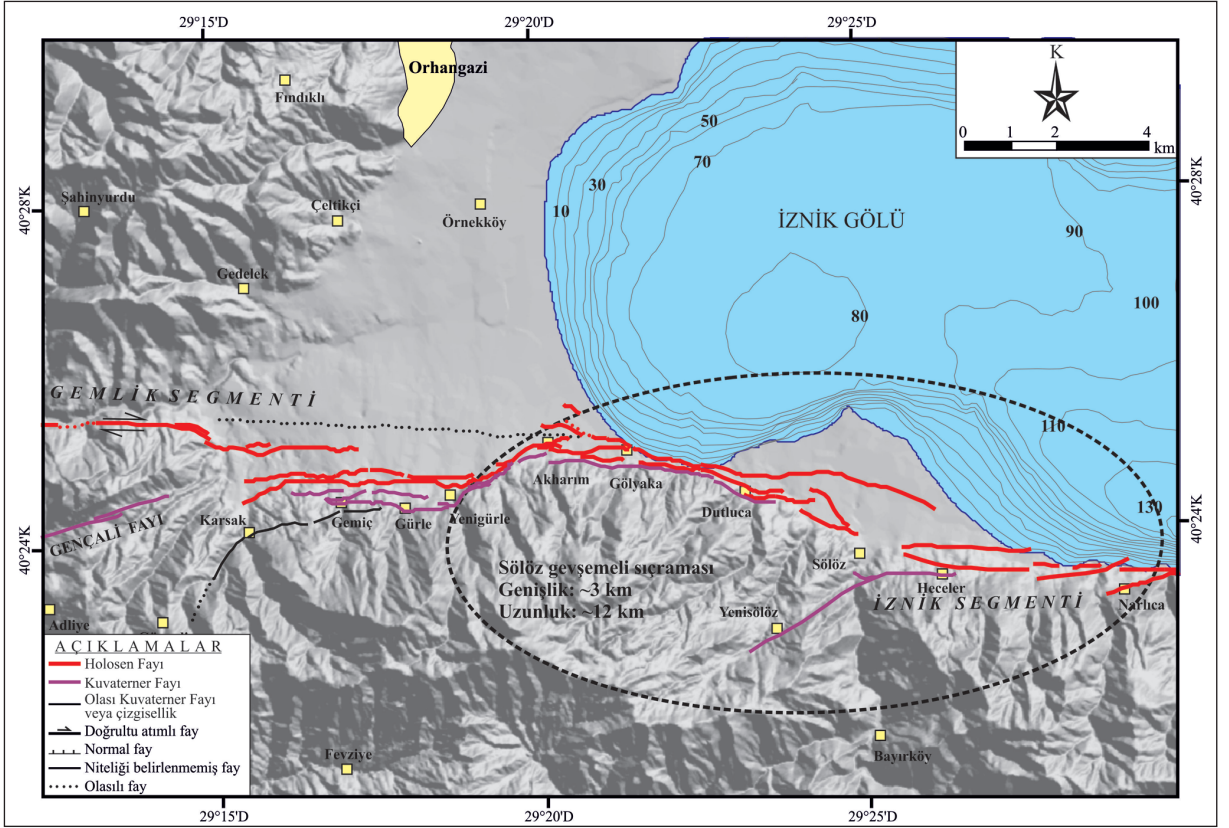 29°15'D
29°20'D
29°25'D
Orhangazi
K
Fındıklı
0 1 2 4
km
50
70
30
10
40°28'K
40°28'K
Şahinyurdu
Çeltikçi
Örnekköy
İZNİK GÖLÜ
90
Gedelek
100
80
GEMLİK SEGMENTİ
110
Akharım
Gölyaka
130
Karsak
Gemiç
Gürle
Yenigürle
Dutluca
GENÇALİ FAYI
40°24'K
40°24'K
Sölöz gevşemeli sıçraması
Genişlik: ~3 km
Uzunluk: ~12 km
Sölöz
Heceler
İZNİK SEGMENTİ
Narlıca
Yenisölöz
Adliye
AÇIKLAMALAR
Holosen Fayı
Kuvaterner Fayı
Olası Kuvaterner Fayı
veya çizgisellik
Doğrultu atımlı fay
Normal fay
Niteliği belirlenmemiş fay
Olasılı fay
Fevziye
Bayırköy
29°15'D
29°20'D
29°25'D